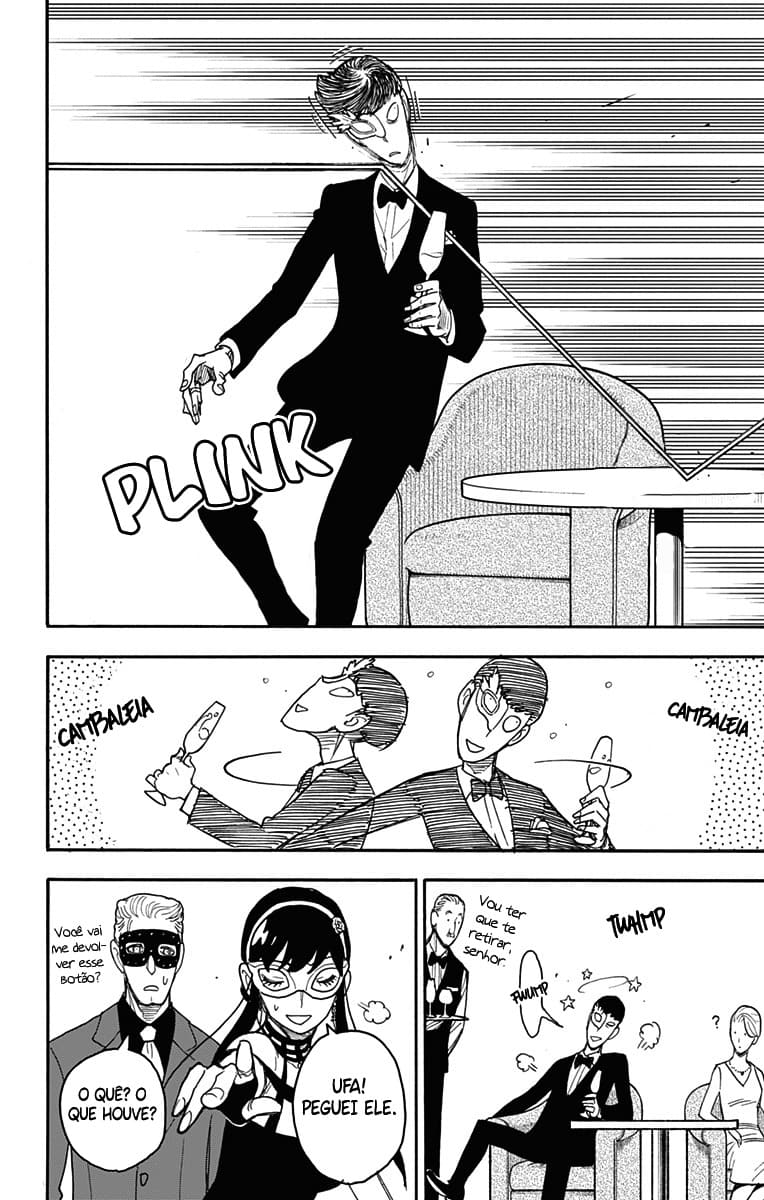 PLINK
CAMBALEIA
CAMBALEIA
Vou ter
que te
retirar,
senhor.
TWAIMP
FWUMP
?
Você vai
me devol-
ver esse
botão?
UFA!
PEGUEI ELE.
O QUÊ? O
QUE HOUVE?